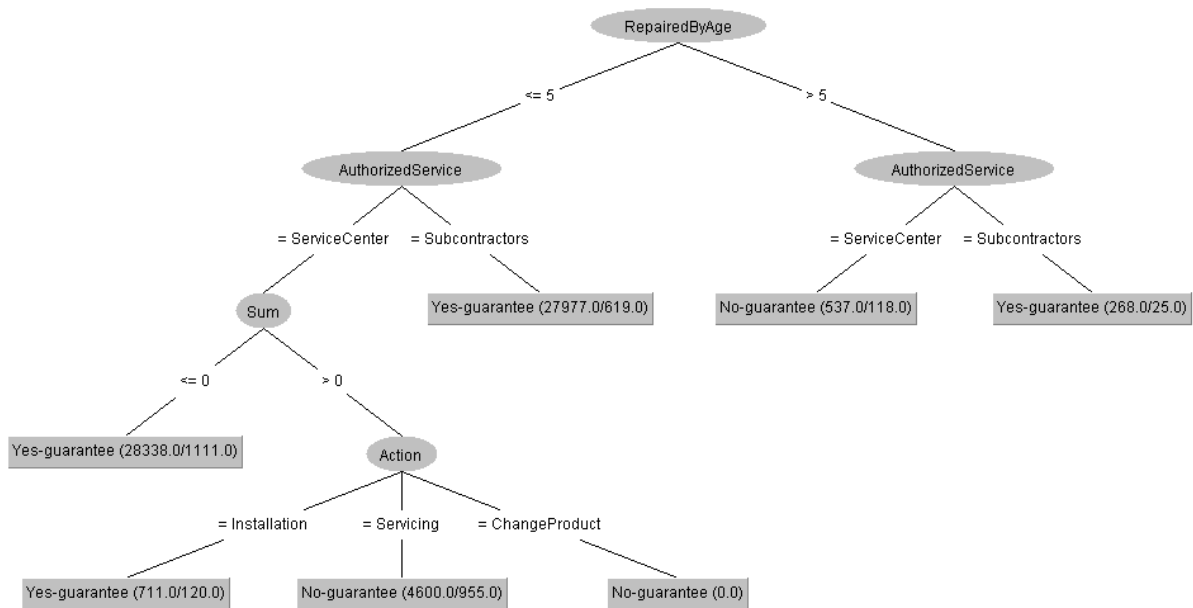 RepairedByAge
<= 5
> 5
AuthorizedService
AuthorizedService
= ServiceCenter
= Subcontractors
= ServiceCenter
= Subcontractors
Sum
Yes-guarantee (27977.0/619.0)
No-guarantee (537.0/118.0)
Yes-guarantee (268.0/25.0)
<= 0
> 0
Yes-guarantee (28338.0/1111.0)
Action
= Installation
= Servicing
= ChangeProduct
Yes-guarantee (711.0/120.0)
No-guarantee (4600.0/955.0)
No-guarantee (0.0)